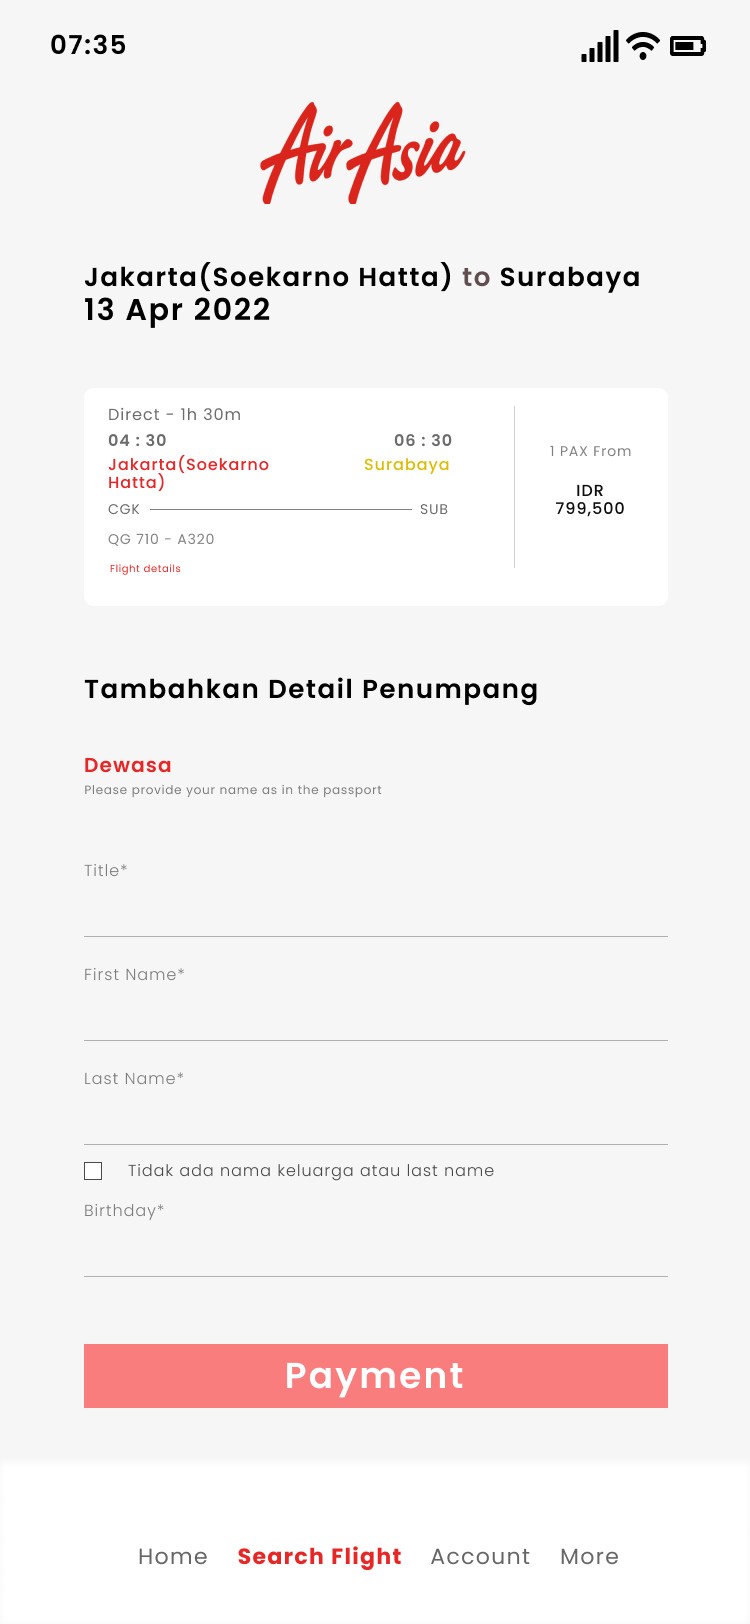 07:35
AirAsia
Jakarta(Soekarno Hatta) to Surabaya
13 Apr 2022
Direct - 1h 30m
04 : 30 06 : 30
Jakarta(Soekarno Hatta) Surabaya
CGK SUB
QG 710 - A320
Flight details
1 PAX From
IDR
799,500
Tambahkan Detail Penumpang
Dewasa
Please provide your name as in the passport
Title*
First Name*
Last Name*
Tidak ada nama keluarga atau last name
Birthday*
Payment
Home Search Flight Account More